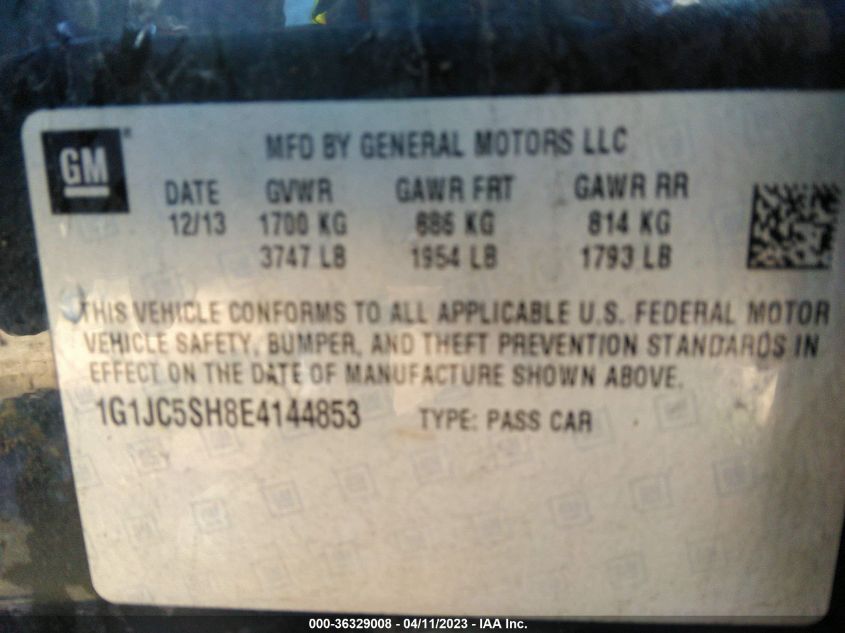 GM
MFD BY GENERAL MOTORS LLC
DATE GVWR GAWR FRT GAWR RR
12/13 1700 KG 886 KG 814 KG
3747 LB 1954 LB 1793 LB
THIS VEHICLE CONFORMS TO ALL APPLICABLE U.S. FEDERAL MOTOR
VEHICLE SAFETY, BUMPER, AND THEFT PREVENTION STANDARDS IN
EFFECT ON THE DATE OF MANUFACTURE SHOWN ABOVE.
1G1JC5SH8E4144853 TYPE: PASS CAR
000-36329008 - 04/11/2023 - IAA Inc.